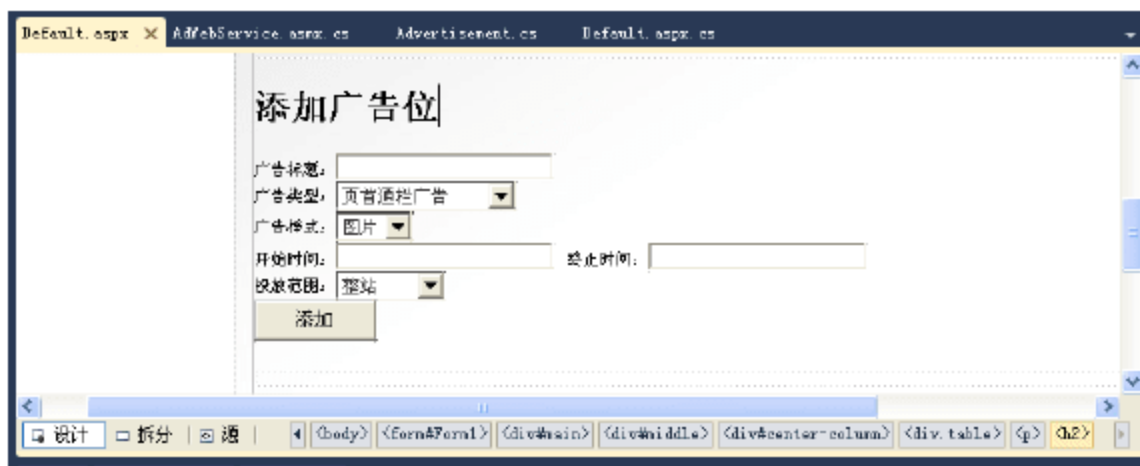 Default.aspx AdWebService.asmx.cs Advertisement.cs Default.aspx.cs
添加广告位
广告标题:
广告类型: 页首通栏广告
广告格式: 图片
开始时间: 终止时间:
投放范围: 整站
添加
设计 拆分 源 <body> <form#Form1> <div#main> <div#middle> <div#center-column> <div.table> <p> <h2>